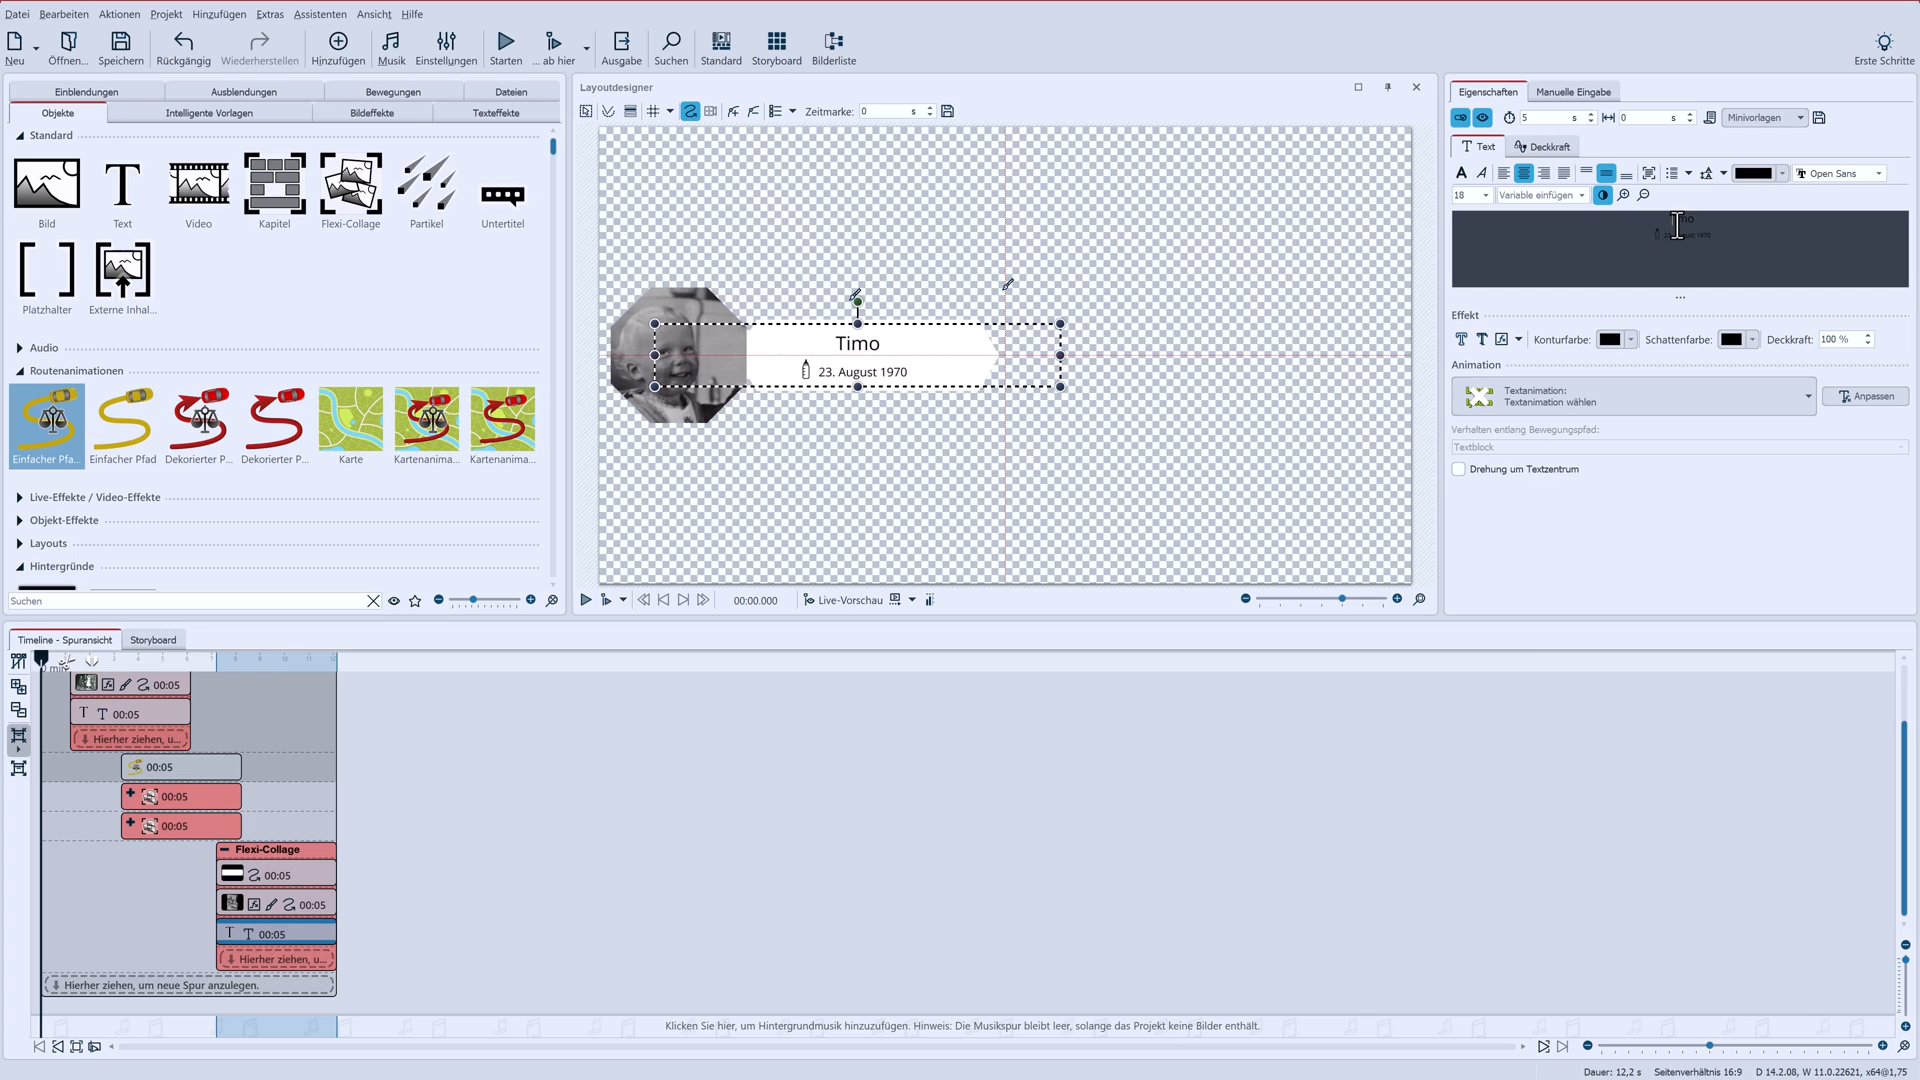 Datei Bearbeiten Aktionen Projekt Hinzufügen Extras Assistenten Ansicht Hilfe
Neu Öffnen... Speichern Rückgängig Wiederherstellen Hinzufügen Musik Einstellungen Starten ... ab hier Ausgabe Suchen Standard Storyboard Bilderliste Erste Schritte
Einblendungen Ausblendungen Bewegungen Dateien
Objekte Intelligente Vorlagen Bildeffekte Texteffekte
Standard
Bild Text Video Kapitel Flexi-Collage Partikel Untertitel
Platzhalter Externe Inhal...
Audio
Routenanimationen
Einfacher Pfa... Einfacher Pfad Dekorierter P... Dekorierter P... Karte Kartenanima... Kartenanima...
Live-Effekte / Video-Effekte
Objekt-Effekte
Layouts
Hintergründe
Suchen
Layoutdesigner
Zeitmarke: 0 s
Timo
23. August 1970
00:00.000 Live-Vorschau
Eigenschaften Manuelle Eingabe
5 s 0 s Minivorlagen
Text Deckkraft
Open Sans
18 Variable einfügen
Effekt
Konturfarbe: Schattenfarbe: Deckkraft: 100 %
Animation
Textanimation:
Textanimation wählen
Anpassen
Verhalten entlang Bewegungspfad:
Textblock
Drehung um Textzentrum
Timeline - Spuransicht Storyboard
00:05
T T 00:05
Hierher ziehen, u...
00:05
00:05
00:05
Flexi-Collage
00:05
00:05
T T 00:05
Hierher ziehen, u...
Hierher ziehen, um neue Spur anzulegen.
Klicken Sie hier, um Hintergrundmusik hinzuzufügen. Hinweis: Die Musikspur bleibt leer, solange das Projekt keine Bilder enthält.
Dauer: 12,2 s Seitenverhältnis 16:9 D 14.2.08, W 11.0.22621, x64@1,75